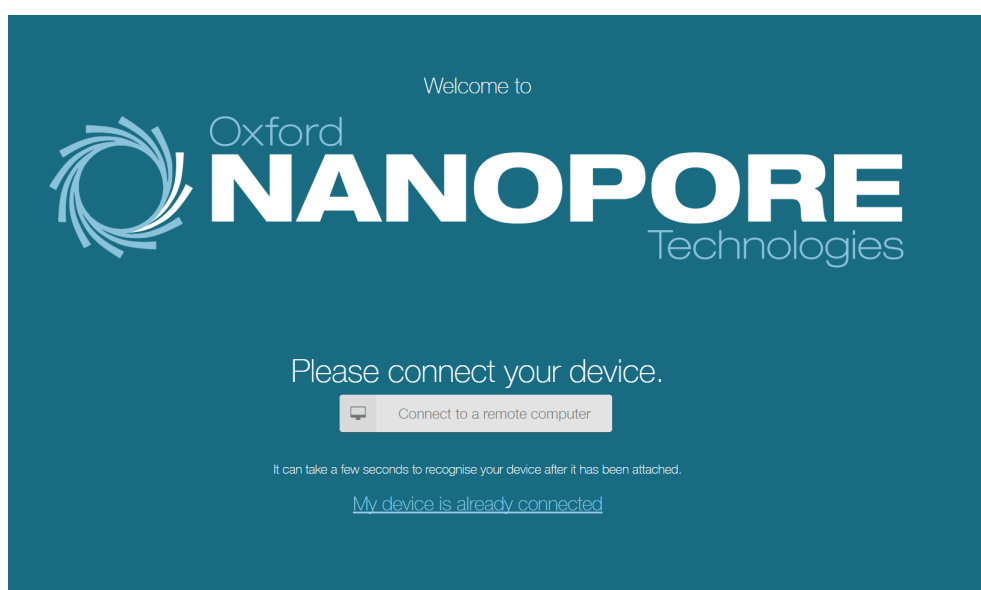 Welcome to
Oxford
NANOPORE
Technologies
Please connect your device.
Connect to a remote computer
It can take a few seconds to recognise your device after it has been attached.
My device is already connected